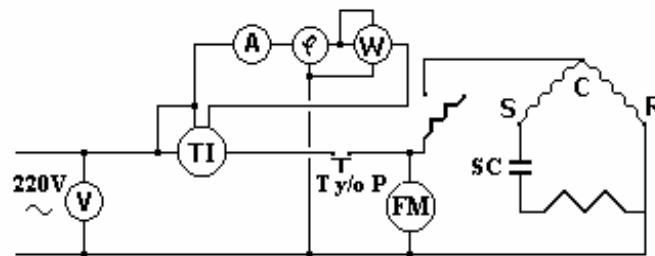 A φ W
S C R
TI
SC
220V
V
T y/o P
FM